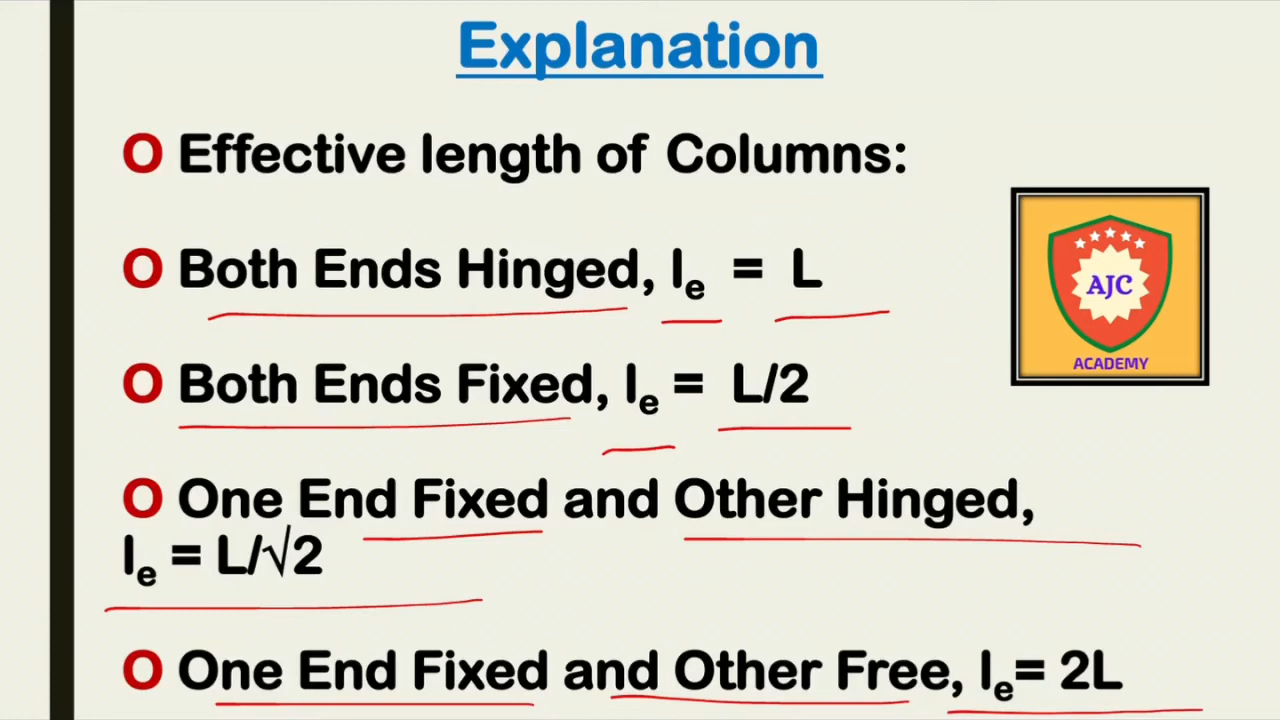 Explanation
O Effective length of Columns:
O Both Ends Hinged, lₑ = L
AJC
ACADEMY
O Both Ends Fixed, lₑ = L/2
O One End Fixed and Other Hinged,
lₑ = L/√2
O One End Fixed and Other Free, lₑ= 2L